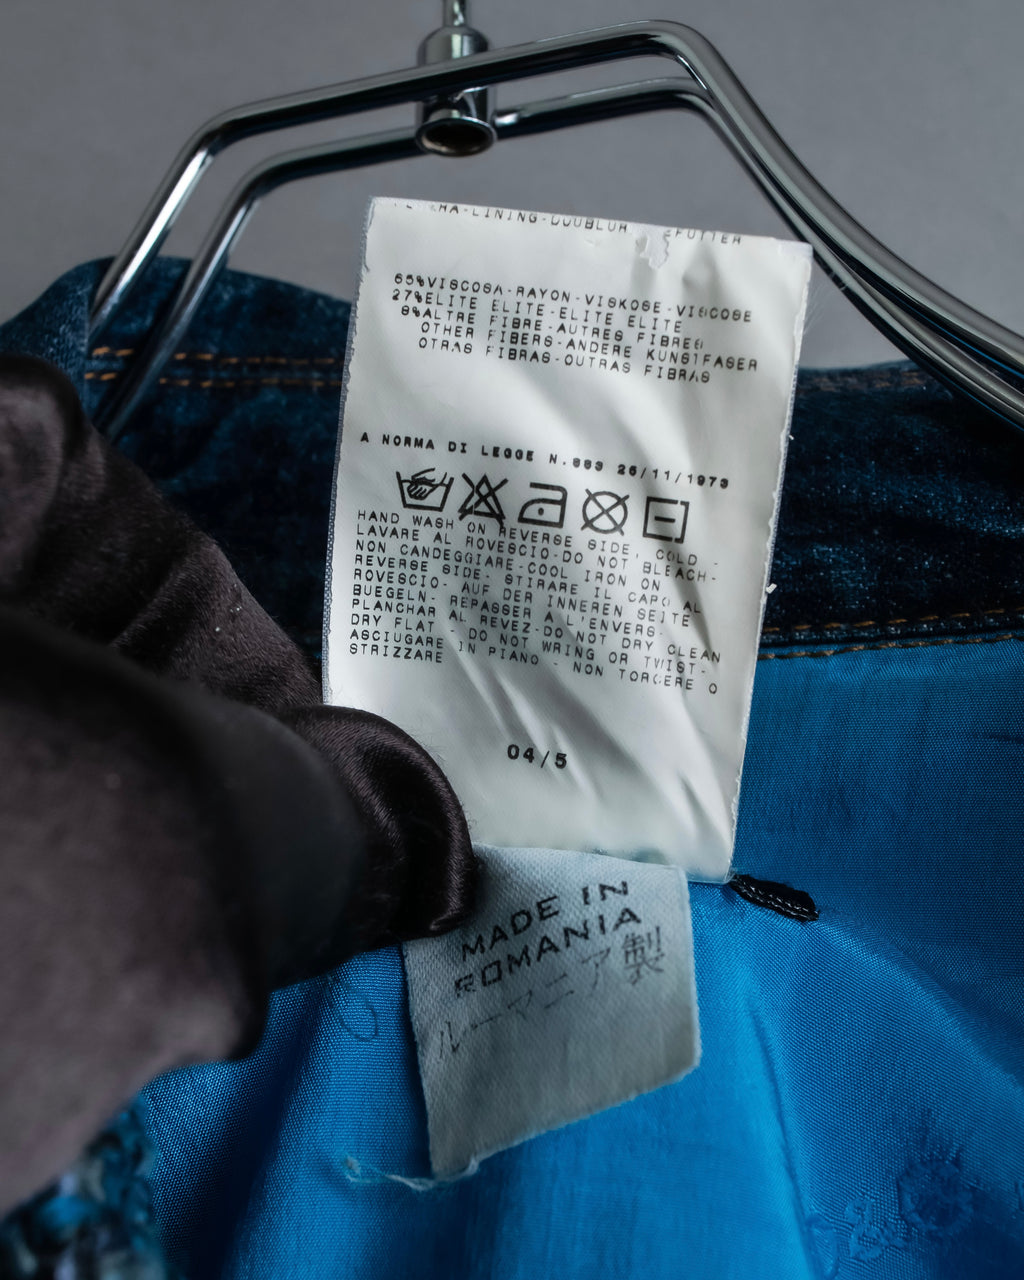 -LINING-DOUBLUR
FUTTER
65%VISCOSA-RAYON-VISKOSE-VISCOSE
27%ELITE ELITE-ELITE ELITE
8%ALTRE FIBRE-AUTRES FIBRES
OTHER FIBERS-ANDERE KUNSTFASER
OTRAS FIBRAS-OUTRAS FIBRAS
A NORMA DI LEGGE N.883 26/11/1973
HAND WASH ON REVERSE SIDE, COLD -
LAVARE AL ROVESCIO-DO NOT BLEACH-
NON CANDEGGIARE-COOL IRON ON
REVERSE SIDE- STIRARE IL CAPO AL
ROVESCIO- AUF DER INNEREN SEITE
BUEGELN- REPASSER A L'ENVERS-
PLANCHAR AL REVEZ-DO NOT DRY CLEAN
DRY FLAT - DO NOT WRING OR TWIST-
ASCIUGARE IN PIANO - NON TORCERE O
STRIZZARE
04/5
MADE IN
ROMANIA
ルーマニア製